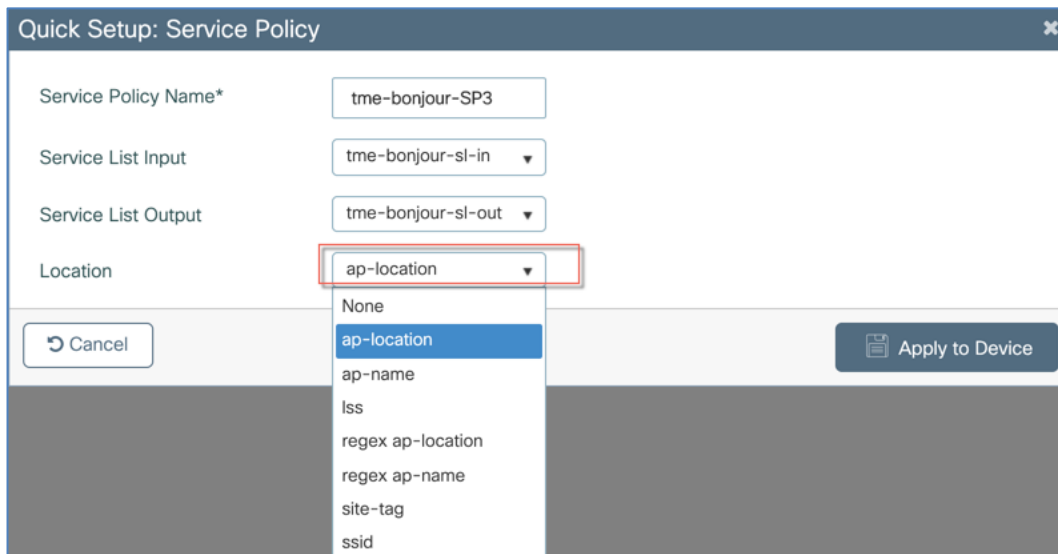 Quick Setup: Service Policy
Service Policy Name* tme-bonjour-SP3
Service List Input tme-bonjour-sl-in
Service List Output tme-bonjour-sl-out
Location ap-location
None
ap-location
ap-name
lss
regex ap-location
regex ap-name
site-tag
ssid
Cancel
Apply to Device